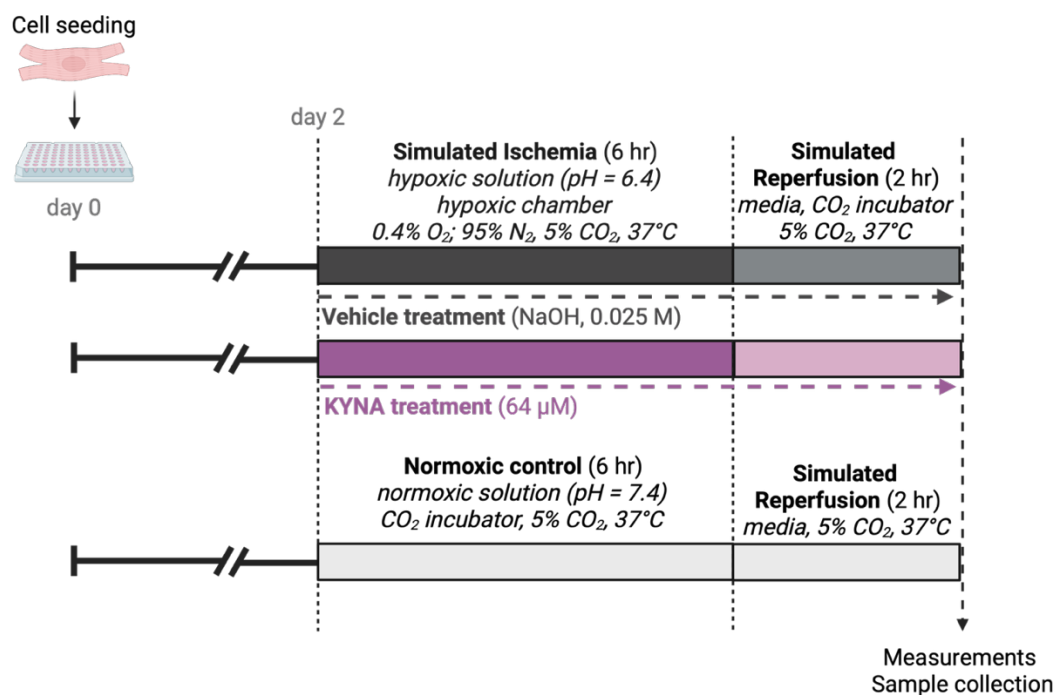 Cell seeding
day 0
day 2
Simulated Ischemia (6 hr)
hypoxic solution (pH = 6.4)
hypoxic chamber
0.4% O₂; 95% N₂, 5% CO₂, 37°C
Simulated
Reperfusion (2 hr)
media, CO₂ incubator
5% CO₂, 37°C
Vehicle treatment (NaOH, 0.025 M)
KYNA treatment (64 µM)
Normoxic control (6 hr)
normoxic solution (pH = 7.4)
CO₂ incubator, 5% CO₂, 37°C
Simulated
Reperfusion (2 hr)
media, 5% CO₂, 37°C
Measurements
Sample collection